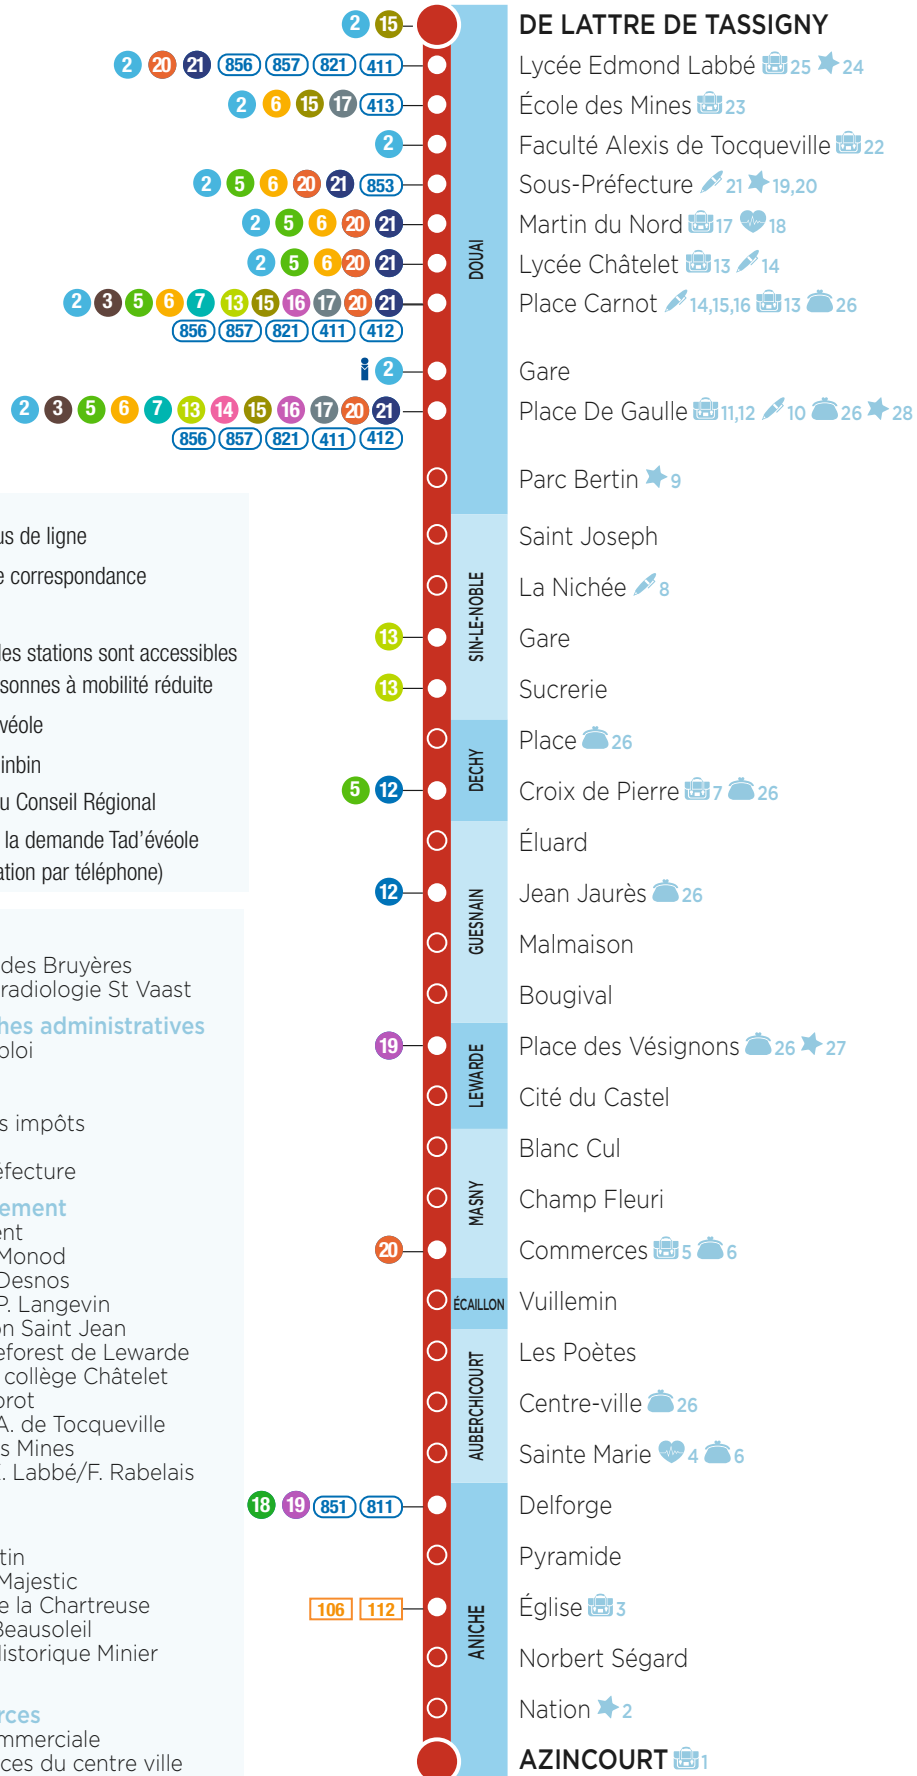 2 15 DE LATTRE DE TASSIGNY
2 20 21 856 857 821 411 Lycée Edmond Labbé 25 24
2 6 15 17 413 École des Mines 23
2 Faculté Alexis de Tocqueville 22
2 5 6 20 21 853 Sous-Préfecture 21 19,20
2 5 6 20 21 Martin du Nord 17 18
DOUAI
2 5 6 20 21 Lycée Châtelet 13 14
2 3 5 6 7 13 15 16 17 20 21 Place Carnot 14,15,16 13 26
856 857 821 411 412
i 2 Gare
2 3 5 6 7 13 14 15 16 17 20 21 Place De Gaulle 11,12 10 26 28
856 857 821 411 412
Parc Bertin 9
Saint Joseph
La Nichée 8
SIN-LE-NOBLE
13 Gare
13 Sucrerie
Place 26
DECHY
5 12 Croix de Pierre 7 26
Éluard
12 Jean Jaurès 26
GUESNAIN
Malmaison
Bougival
19 Place des Vésignons 26 27
LEWARDE
Cité du Castel
Blanc Cul
MASNY
Champ Fleuri
20 Commerces 5 6
ÉCAILLON Vuillemin
Les Poètes
AUBERCHICOURT
Centre-ville 26
Sainte Marie 4 6
18 19 851 811 Delforge
Pyramide
106 112 Église 3
ANICHE
Norbert Ségard
Nation 2
AZINCOURT 1
us de ligne
e correspondance
les stations sont accessibles
sonnes à mobilité réduite
véole
inbin
u Conseil Régional
la demande Tad'évéole
ation par téléphone)
des Bruyères
radiologie St Vaast
hes administratives
ploi
s impôts
éfecture
ement
ent
Monod
Desnos
P. Langevin
on Saint Jean
eforest de Lewarde
collège Châtelet
orot
A. de Tocqueville
s Mines
E. Labbé/F. Rabelais
tin
Majestic
e la Chartreuse
Beausoleil
Historique Minier
rces
mmerciale
ces du centre ville